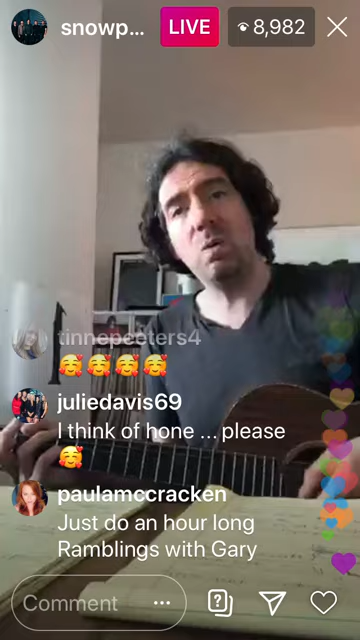 snowp...
LIVE
8,982
tinnepeeters4
🥰 🥰 🥰 🥰
juliedavis69
I think of hone ... please
🥰
paulamccracken
Just do an hour long
Ramblings with Gary
Comment